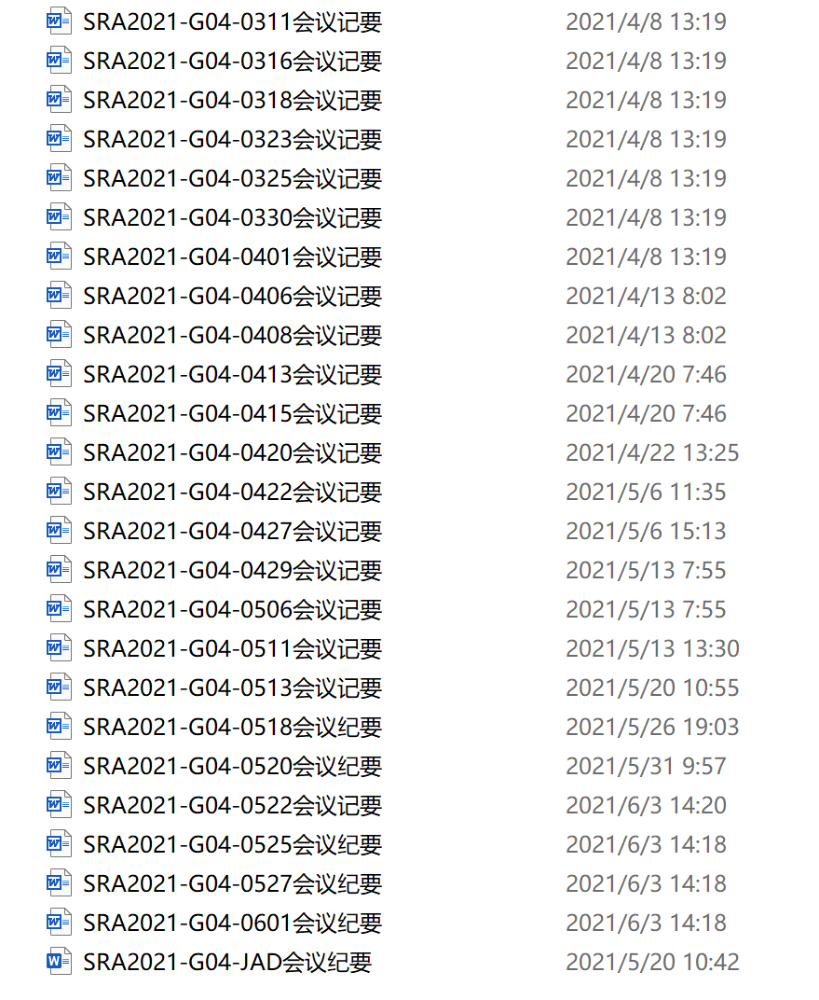 SRA2021-G04-0311会议记要 2021/4/8 13:19
SRA2021-G04-0316会议记要 2021/4/8 13:19
SRA2021-G04-0318会议记要 2021/4/8 13:19
SRA2021-G04-0323会议记要 2021/4/8 13:19
SRA2021-G04-0325会议记要 2021/4/8 13:19
SRA2021-G04-0330会议记要 2021/4/8 13:19
SRA2021-G04-0401会议记要 2021/4/8 13:19
SRA2021-G04-0406会议记要 2021/4/13 8:02
SRA2021-G04-0408会议记要 2021/4/13 8:02
SRA2021-G04-0413会议记要 2021/4/20 7:46
SRA2021-G04-0415会议记要 2021/4/20 7:46
SRA2021-G04-0420会议记要 2021/4/22 13:25
SRA2021-G04-0422会议记要 2021/5/6 11:35
SRA2021-G04-0427会议记要 2021/5/6 15:13
SRA2021-G04-0429会议记要 2021/5/13 7:55
SRA2021-G04-0506会议记要 2021/5/13 7:55
SRA2021-G04-0511会议记要 2021/5/13 13:30
SRA2021-G04-0513会议记要 2021/5/20 10:55
SRA2021-G04-0518会议纪要 2021/5/26 19:03
SRA2021-G04-0520会议纪要 2021/5/31 9:57
SRA2021-G04-0522会议记要 2021/6/3 14:20
SRA2021-G04-0525会议纪要 2021/6/3 14:18
SRA2021-G04-0527会议纪要 2021/6/3 14:18
SRA2021-G04-0601会议纪要 2021/6/3 14:18
SRA2021-G04-JAD会议纪要 2021/5/20 10:42